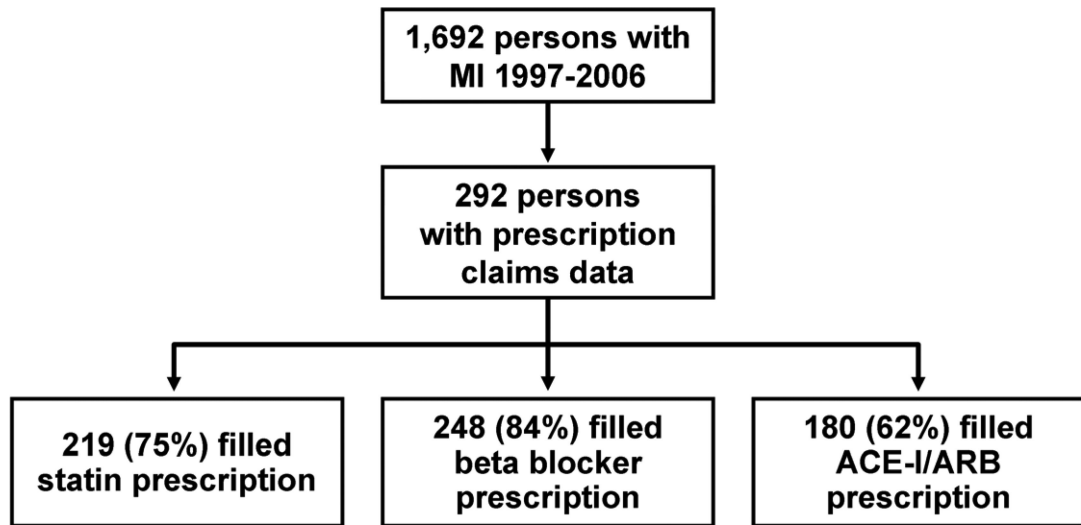 1,692 persons with
MI 1997-2006
292 persons
with prescription
claims data
219 (75%) filled
statin prescription
248 (84%) filled
beta blocker
prescription
180 (62%) filled
ACE-I/ARB
prescription